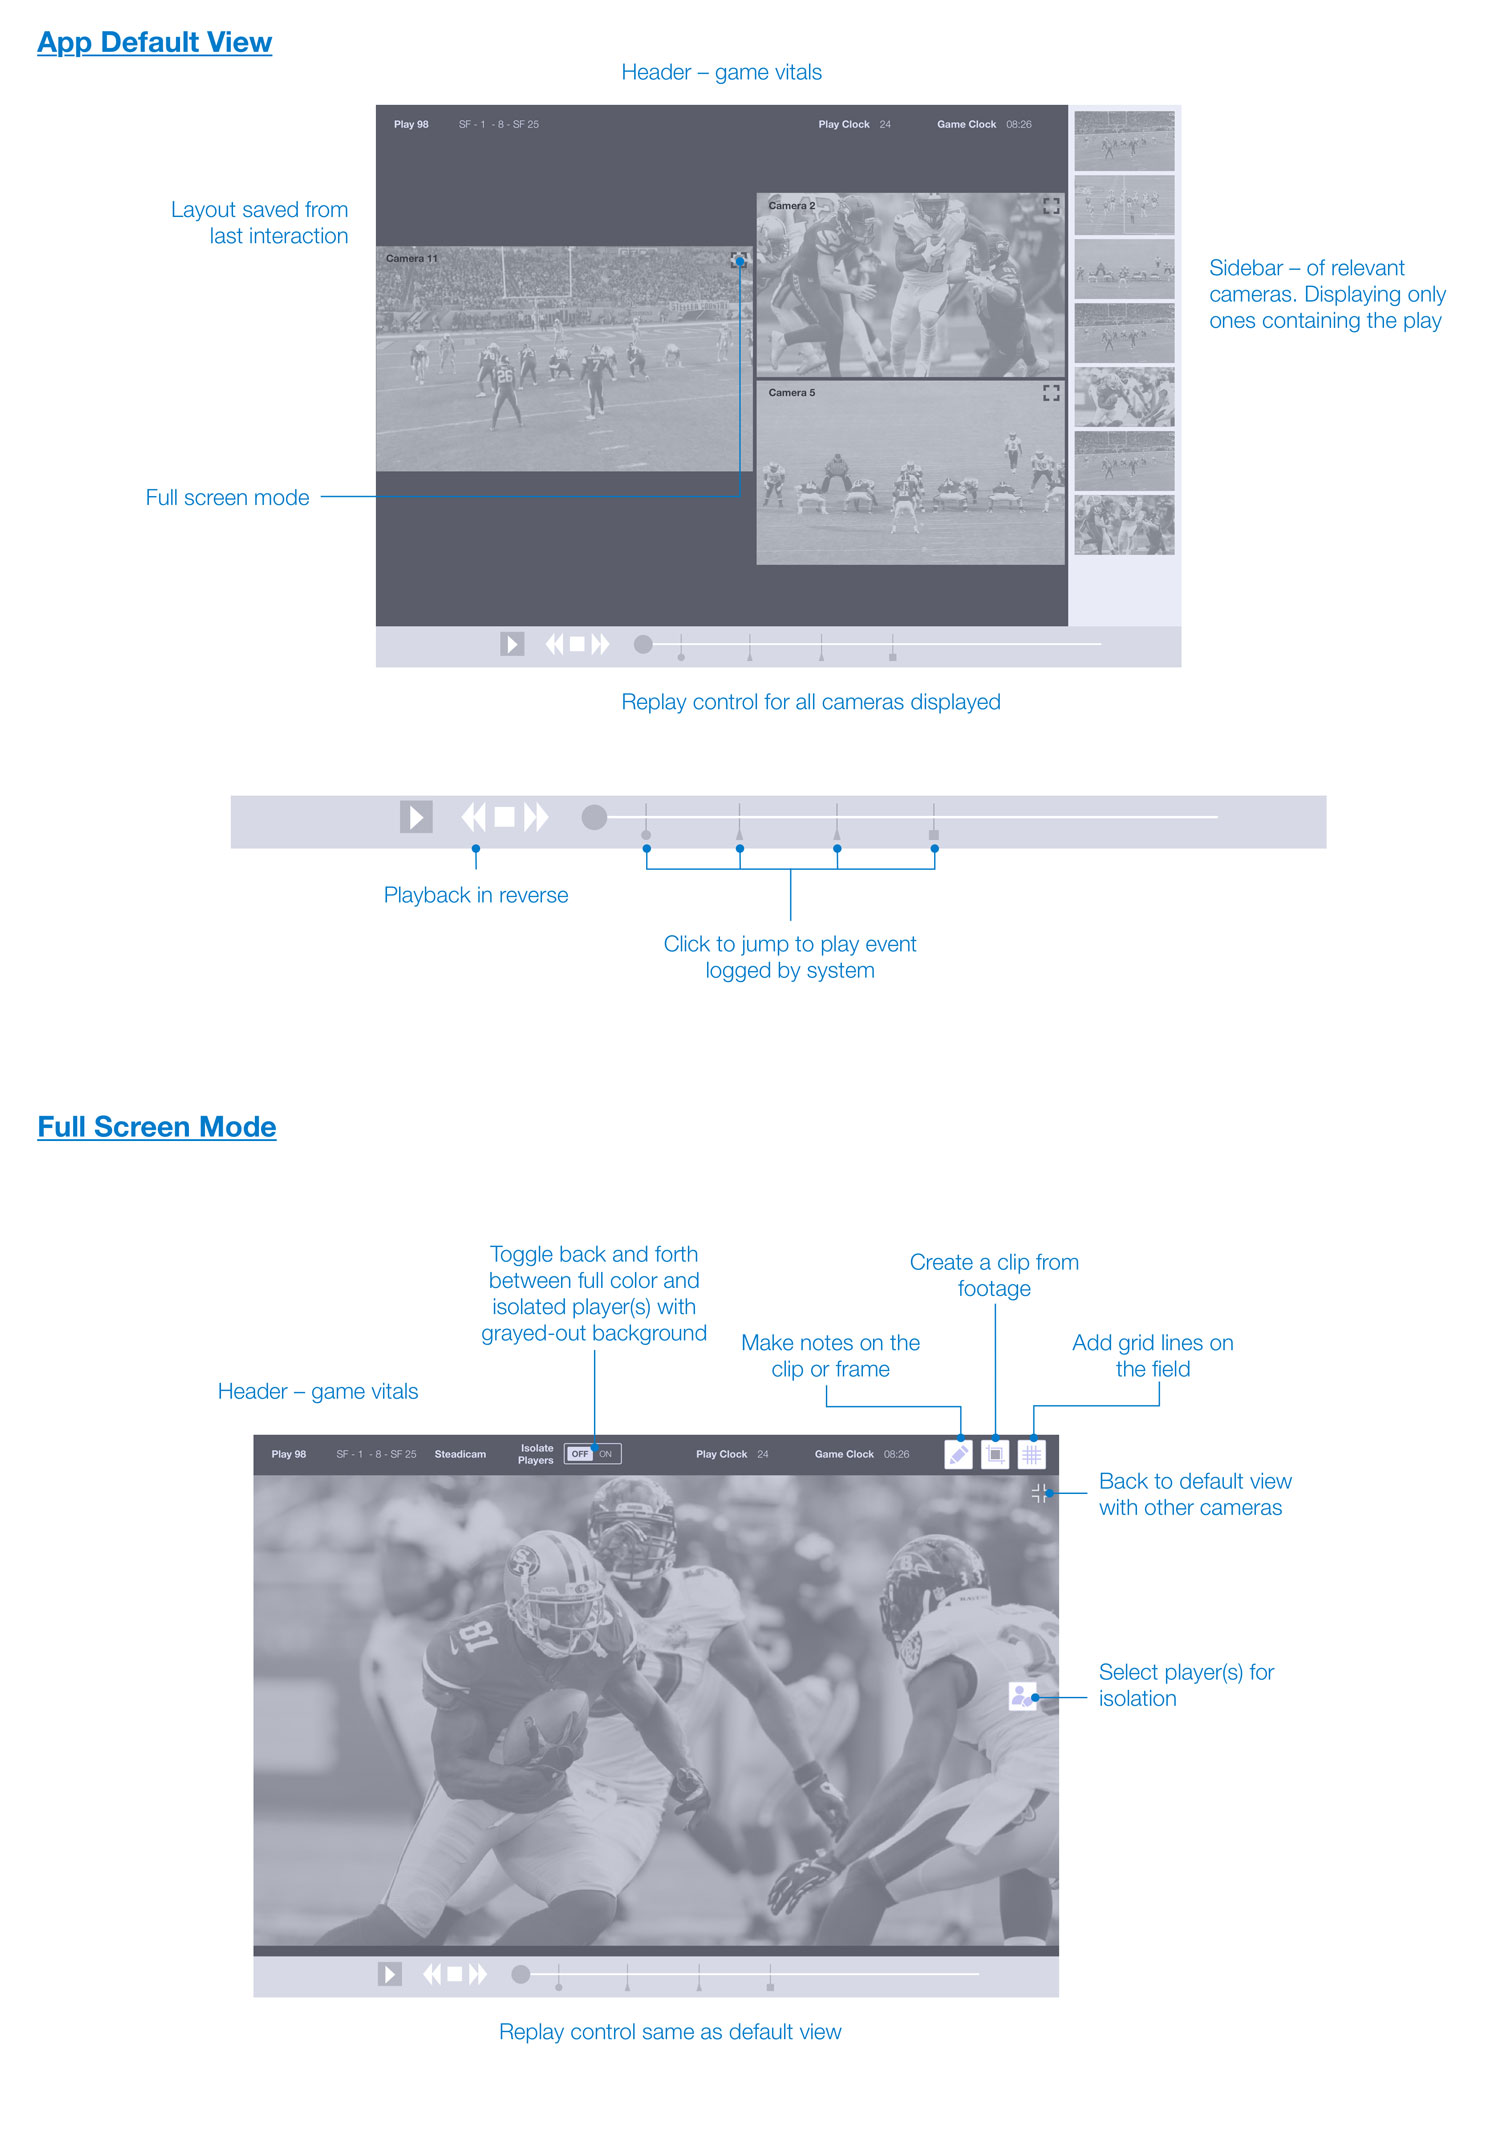 App Default View
Header – game vitals
Play 98 SF - 1 - 8 - SF 25 Play Clock 24 Game Clock 08:26
Layout saved from
last interaction
Camera 2
Camera 11
26
7
Sidebar – of relevant
cameras. Displaying only
ones containing the play
Camera 5
Full screen mode
Replay control for all cameras displayed
Playback in reverse
Click to jump to play event
logged by system
Full Screen Mode
Toggle back and forth
between full color and
isolated player(s) with
grayed-out background
Create a clip from
footage
Make notes on the
clip or frame
Add grid lines on
the field
Header – game vitals
Play 98 SF - 1 - 8 - SF 25 Steadicam Isolate
Players OFF ON Play Clock 24 Game Clock 08:26
Back to default view
with other cameras
SF
81
Select player(s) for
isolation
Replay control same as default view